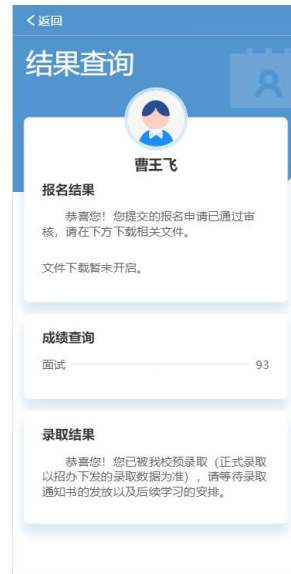 返回
结果查询
曹王飞
报名结果
恭喜您！您提交的报名申请已通过审
核，请在下方下载相关文件。
文件下载暂未开启。
成绩查询
面试 93
录取结果
恭喜您！您已被我校预录取（正式录取
以招办下发的录取数据为准），请等待录取
通知书的发放以及后续学习的安排。